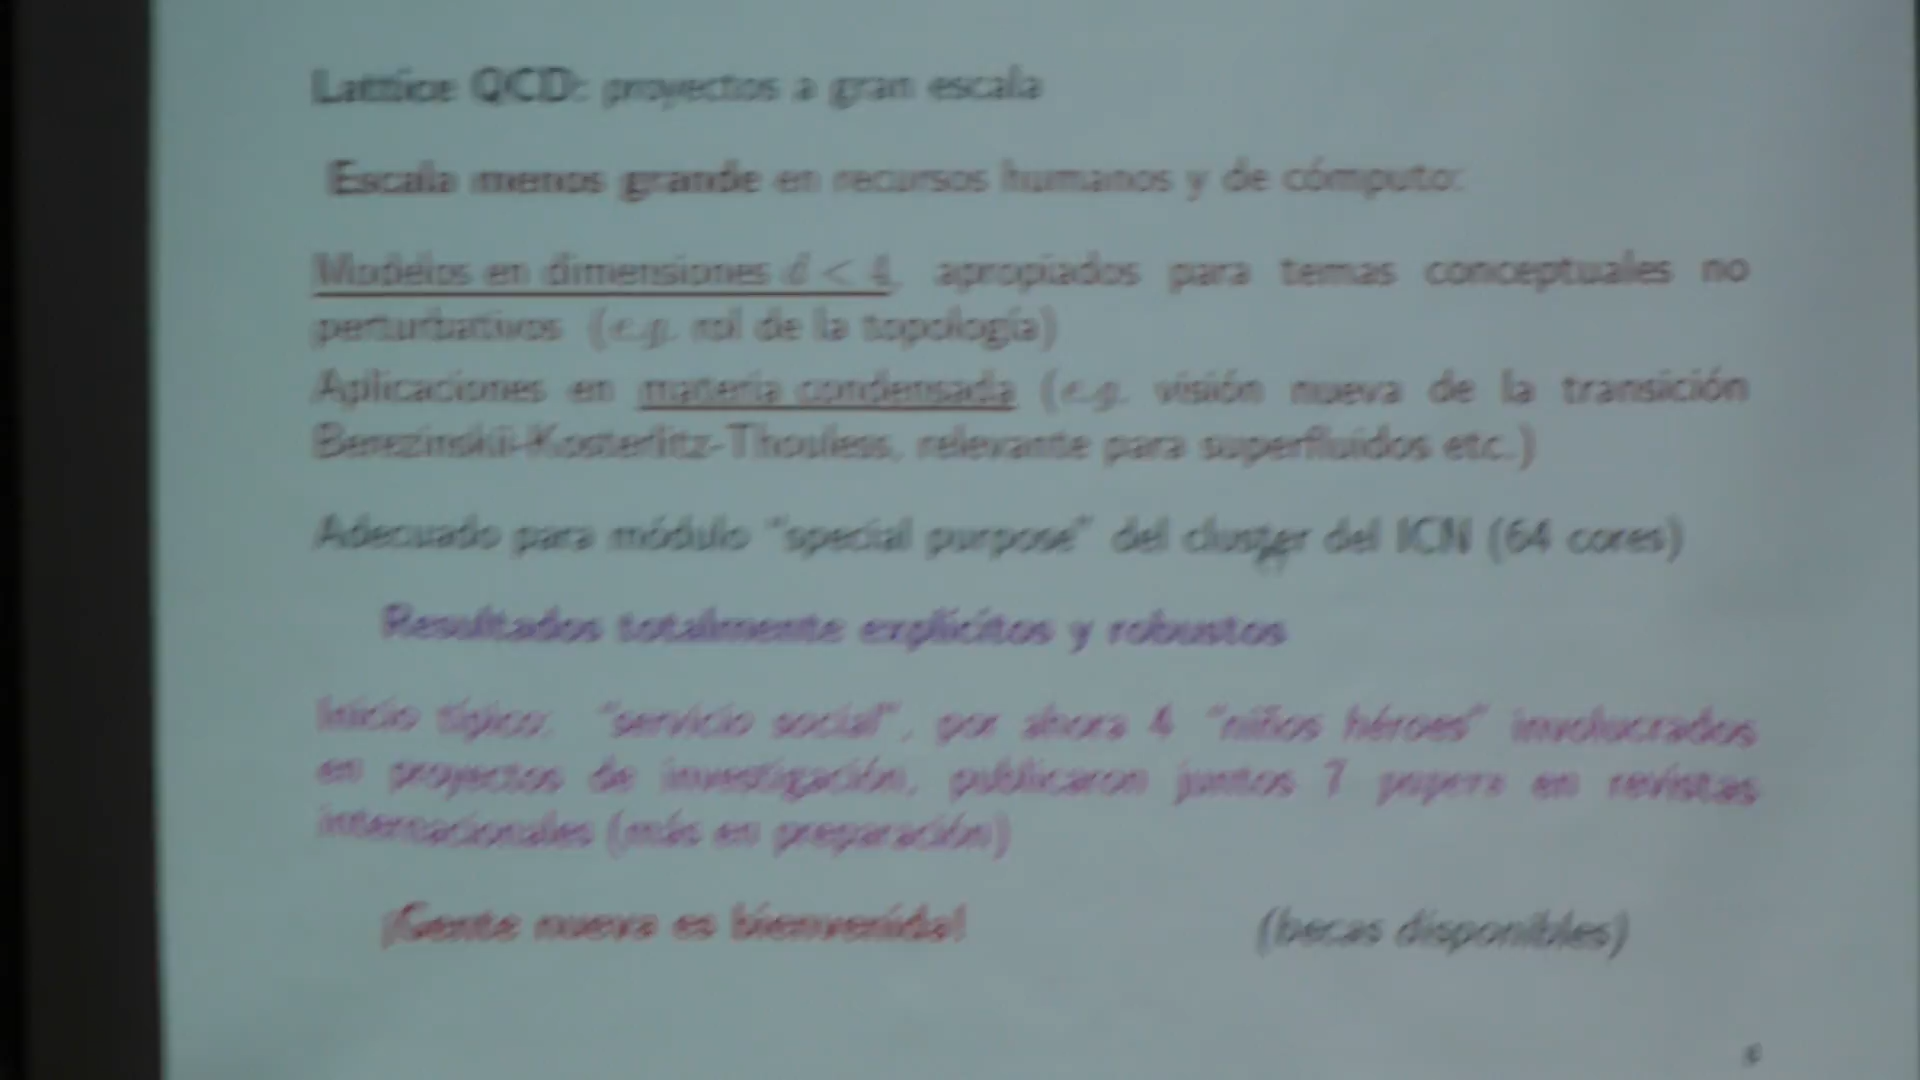 Lattice QCD: proyectos a gran escala
Escala menos grande en recursos humanos y de cómputo:
Modelos en dimensiones d < 4, apropiados para temas conceptuales no
perturbativos (e.g. rol de la topología)
Aplicaciones en materia condensada (e.g. visión nueva de la transición
Berezinskii-Kosterlitz-Thouless, relevante para superfluidos etc.)
Adecuado para módulo "special purpose" del cluster del ICN (64 cores)
Resultados totalmente explícitos y robustos
Inicio típico: "servicio social", por ahora 4 "niños héroes" involucrados
en proyectos de investigación, publicaron juntos 7 papers en revistas
internacionales (más en preparación)
¡Gente nueva es bienvenida! (becas disponibles)